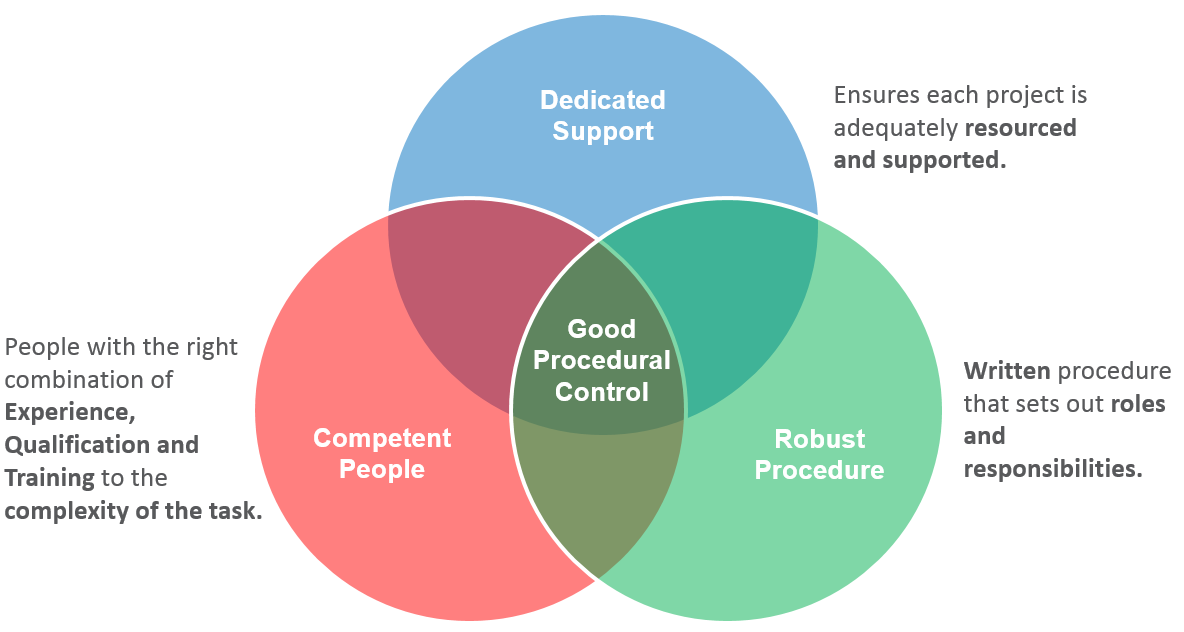 Dedicated
Support
Ensures each project is
adequately resourced
and supported.
Good
Procedural
Control
People with the right
combination of
Experience,
Qualification and
Training to the
complexity of the task.
Competent
People
Robust
Procedure
Written procedure
that sets out roles
and
responsibilities.